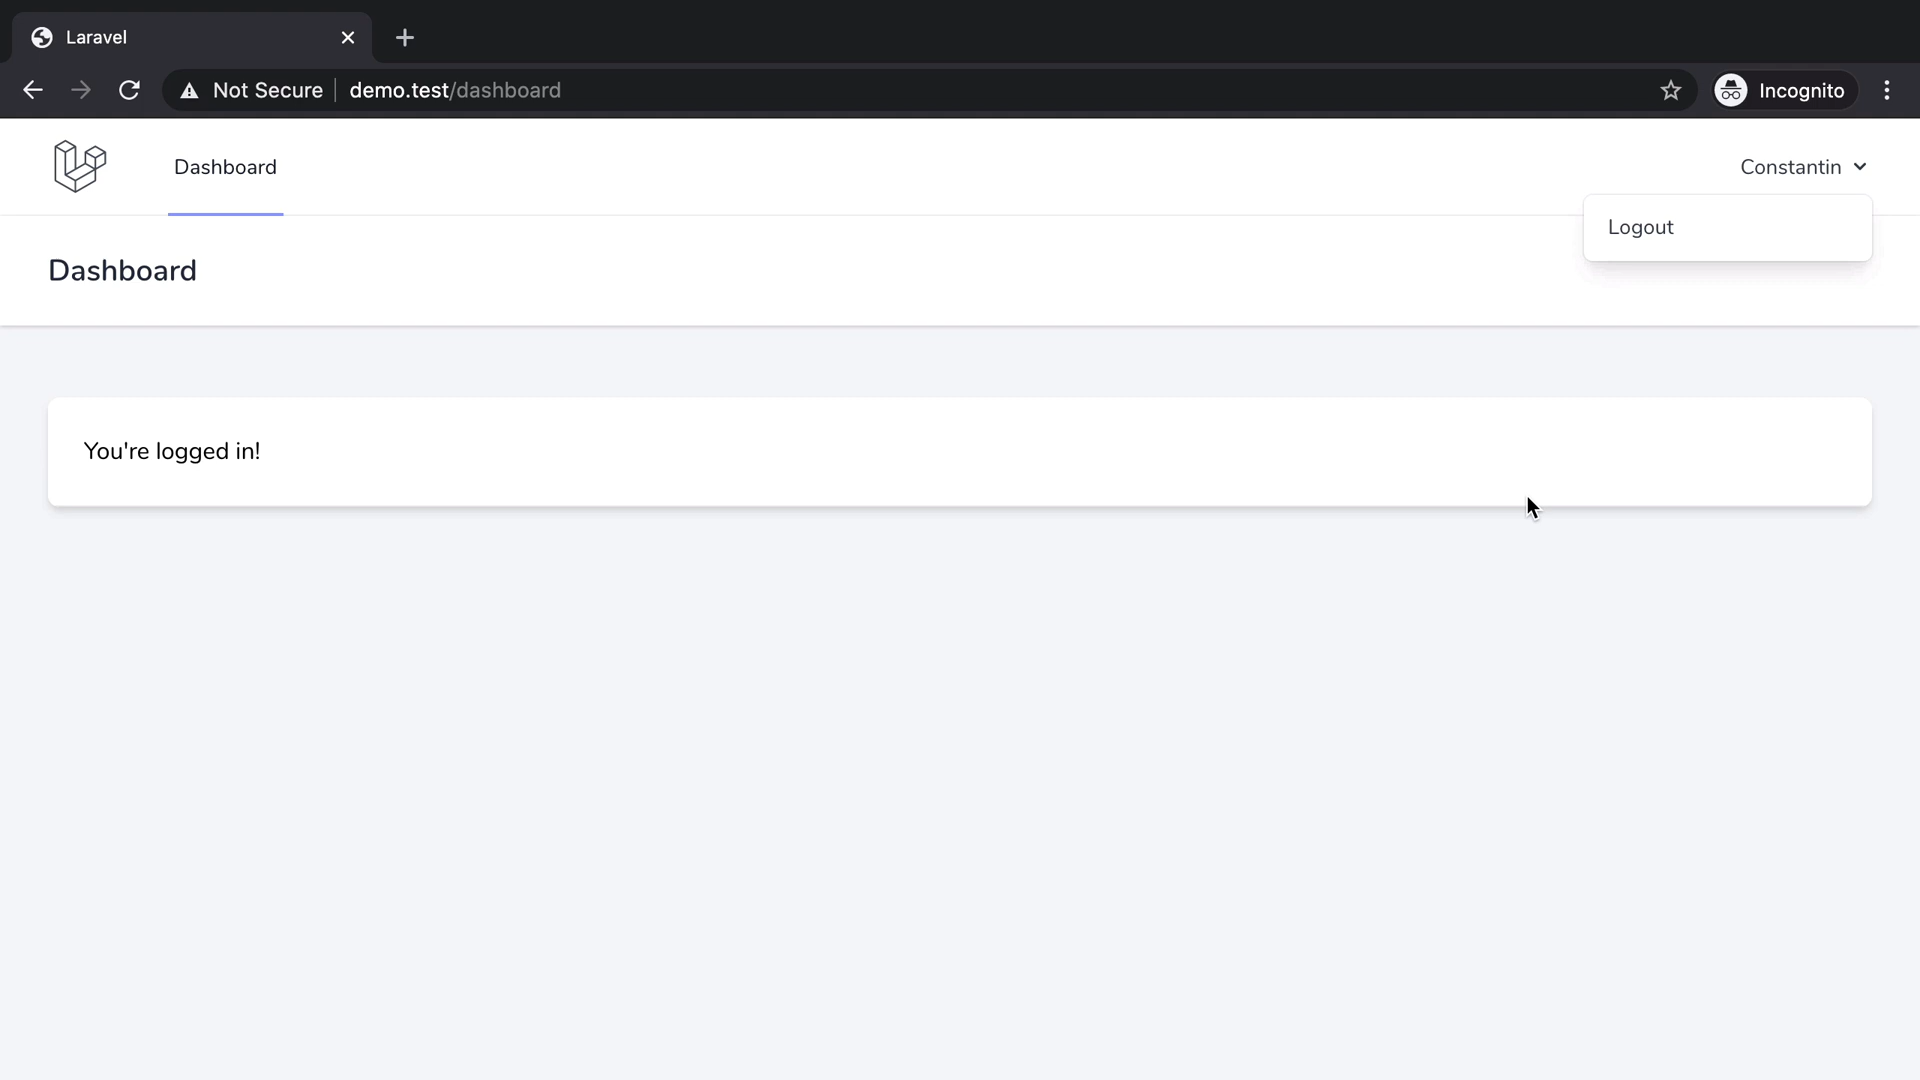 Laravel
Not Secure demo.test/dashboard Incognito
Dashboard Constantin
Logout
Dashboard
You're logged in!